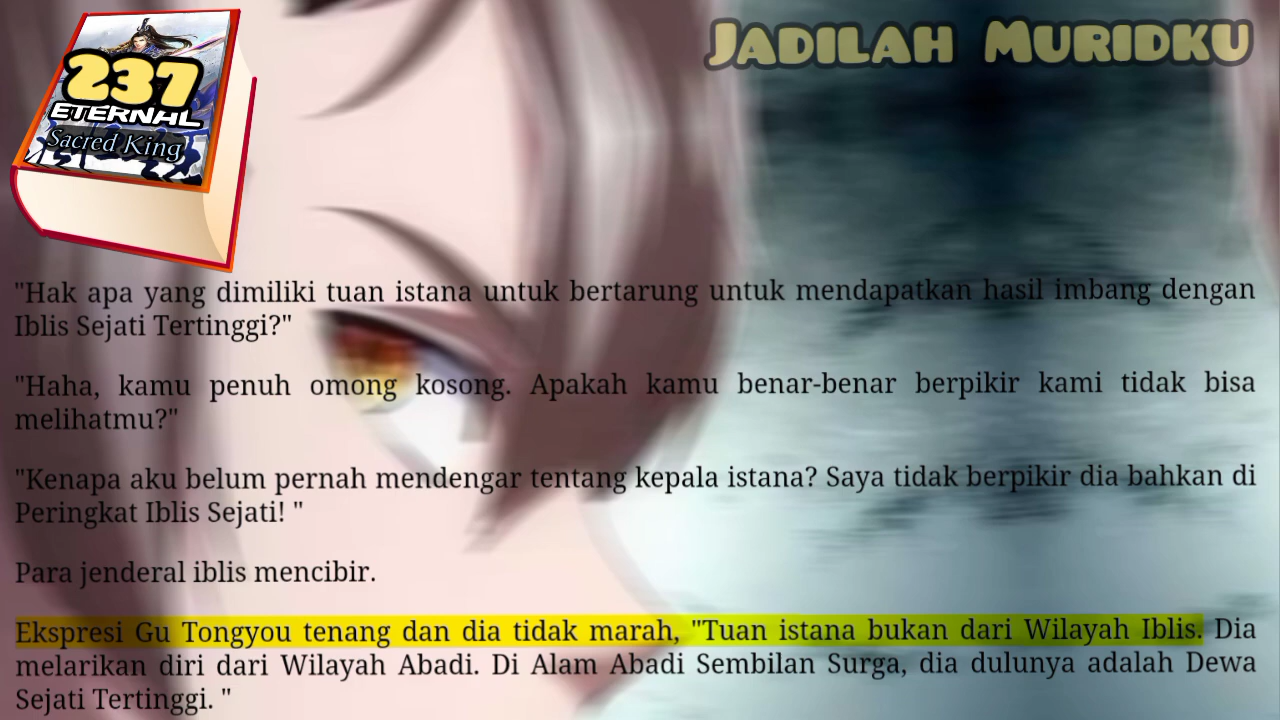 JADILAH MURIDKU
237
ETERNAL
Sacred King
"Hak apa yang dimiliki tuan istana untuk bertarung untuk mendapatkan hasil imbang dengan
Iblis Sejati Tertinggi?"
"Haha, kamu penuh omong kosong. Apakah kamu benar-benar berpikir kami tidak bisa
melihatmu?"
"Kenapa aku belum pernah mendengar tentang kepala istana? Saya tidak berpikir dia bahkan di
Peringkat Iblis Sejati! "
Para jenderal iblis mencibir.
Ekspresi Gu Tongyou tenang dan dia tidak marah, "Tuan istana bukan dari Wilayah Iblis. Dia
melarikan diri dari Wilayah Abadi. Di Alam Abadi Sembilan Surga, dia dulunya adalah Dewa
Sejati Tertinggi. "